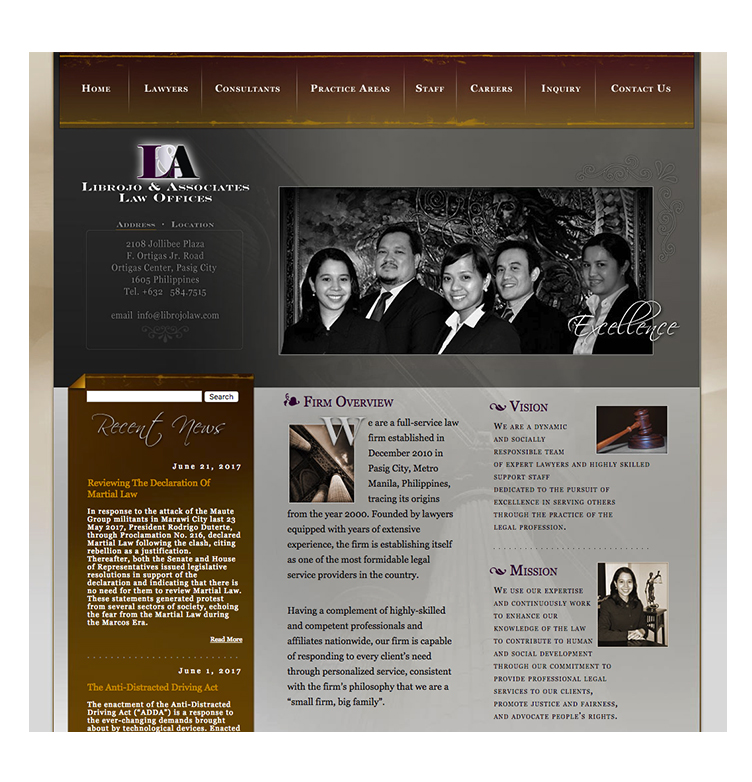 Home Lawyers Consultants Practice Areas Staff Careers Inquiry Contact Us
L&A
Librojo & Associates
Law Offices
Address • Location
2108 Jollibee Plaza
F. Ortigas Jr. Road
Ortigas Center, Pasig City
1605 Philippines
Tel. +632 584.7515
email info@librojolaw.com
Excellence
Search
Recent News
June 21, 2017
Reviewing The Declaration Of
Martial Law
In response to the attack of the Maute
Group militants in Marawi City last 23
May 2017, President Rodrigo Duterte,
through Proclamation No. 216, declared
Martial Law following the clash, citing
rebellion as a justification.
Thereafter, both the Senate and House
of Representatives issued legislative
resolutions in support of the
declaration and indicating that there is
no need for them to review Martial Law.
These statements generated protest
from several sectors of society, echoing
the fear from the Martial Law during
the Marcos Era.
Read More
June 1, 2017
The Anti-Distracted Driving Act
The enactment of the Anti-Distracted
Driving Act ("ADDA") is a response to
the ever-changing demands brought
about by technological devices. Enacted
Firm Overview
We are a full-service law
firm established in
December 2010 in
Pasig City, Metro
Manila, Philippines,
tracing its origins
from the year 2000. Founded by lawyers
equipped with years of extensive
experience, the firm is establishing itself
as one of the most formidable legal
service providers in the country.
Having a complement of highly-skilled
and competent professionals and
affiliates nationwide, our firm is capable
of responding to every client's need
through personalized service, consistent
with the firm's philosophy that we are a
"small firm, big family".
Vision
We are a dynamic
and socially
responsible team
of expert lawyers and highly skilled
support staff
dedicated to the pursuit of
excellence in serving others
through the practice of the
legal profession.
Mission
We use our expertise
and continuously work
to enhance our
knowledge of the law
to contribute to human
and social development
through our commitment to
provide professional legal
services to our clients,
promote justice and fairness,
and advocate people's rights.